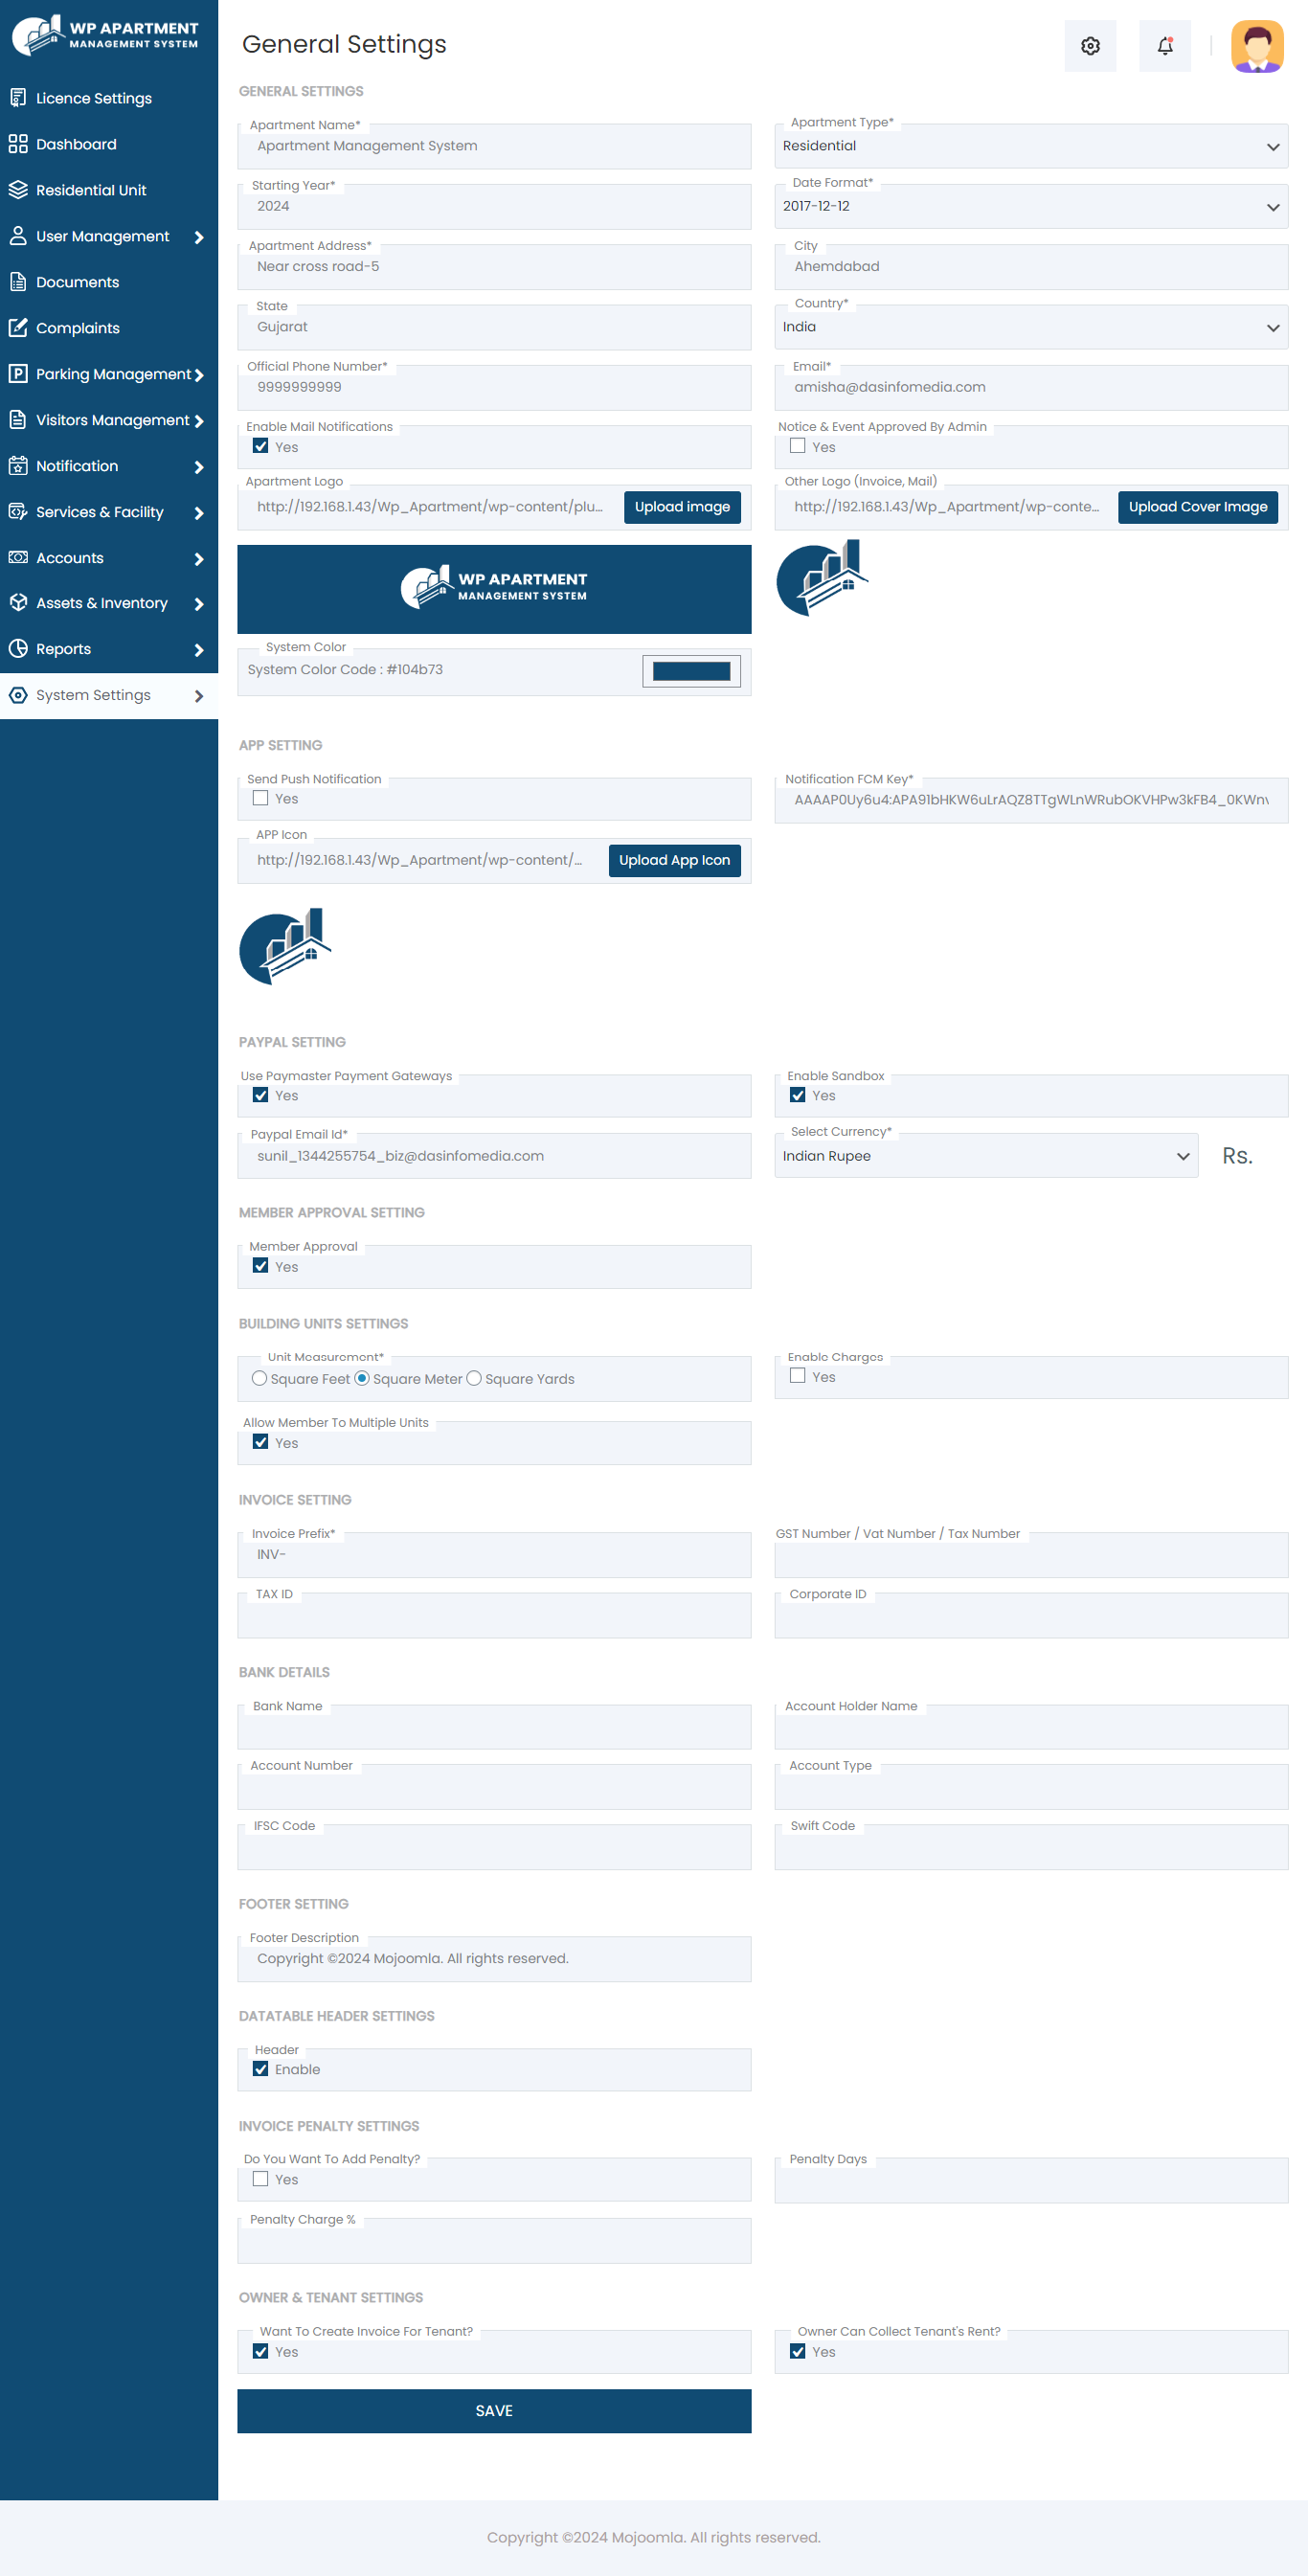 WP APARTMENT
MANAGEMENT SYSTEM
Licence Settings
Dashboard
Residential Unit
User Management
Documents
Complaints
Parking Management
Visitors Management
Notification
Services & Facility
Accounts
Assets & Inventory
Reports
System Settings
General Settings
GENERAL SETTINGS
Apartment Name*
Apartment Management System
Apartment Type*
Residential
Starting Year*
2024
Date Format*
2017-12-12
Apartment Address*
Near cross road-5
City
Ahemdabad
State
Gujarat
Country*
India
Official Phone Number*
9999999999
Email*
amisha@dasinfomedia.com
Enable Mail Notifications
Yes
Notice & Event Approved By Admin
Yes
Apartment Logo
http://192.168.1.43/Wp_Apartment/wp-content/plu...
Upload image
Other Logo (Invoice, Mail)
http://192.168.1.43/Wp_Apartment/wp-conte...
Upload Cover Image
WP APARTMENT
MANAGEMENT SYSTEM
System Color
System Color Code : #104b73
APP SETTING
Send Push Notification
Yes
Notification FCM Key*
AAAAP0Uy6u4:APA91bHKW6uLrAQZ8TTgWLnWRubOKVHPw3kFB4_0KWnv
APP Icon
http://192.168.1.43/Wp_Apartment/wp-content/...
Upload App Icon
PAYPAL SETTING
Use Paymaster Payment Gateways
Yes
Enable Sandbox
Yes
Paypal Email Id*
sunil_1344255754_biz@dasinfomedia.com
Select Currency*
Indian Rupee
Rs.
MEMBER APPROVAL SETTING
Member Approval
Yes
BUILDING UNITS SETTINGS
Unit Measurement*
Square Feet Square Meter Square Yards
Enable Charges
Yes
Allow Member To Multiple Units
Yes
INVOICE SETTING
Invoice Prefix*
INV-
GST Number / Vat Number / Tax Number
TAX ID
Corporate ID
BANK DETAILS
Bank Name
Account Holder Name
Account Number
Account Type
IFSC Code
Swift Code
FOOTER SETTING
Footer Description
Copyright ©2024 Mojoomla. All rights reserved.
DATATABLE HEADER SETTINGS
Header
Enable
INVOICE PENALTY SETTINGS
Do You Want To Add Penalty?
Yes
Penalty Days
Penalty Charge %
OWNER & TENANT SETTINGS
Want To Create Invoice For Tenant?
Yes
Owner Can Collect Tenant's Rent?
Yes
SAVE
Copyright ©2024 Mojoomla. All rights reserved.